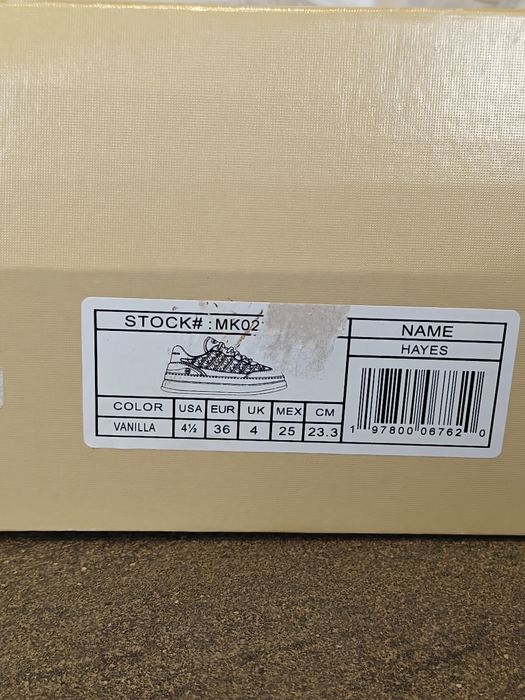 STOCK# :MK02
NAME
HAYES
COLOR USA EUR UK MEX CM
VANILLA 4½ 36 4 25 23.3
1 97800 06762 0